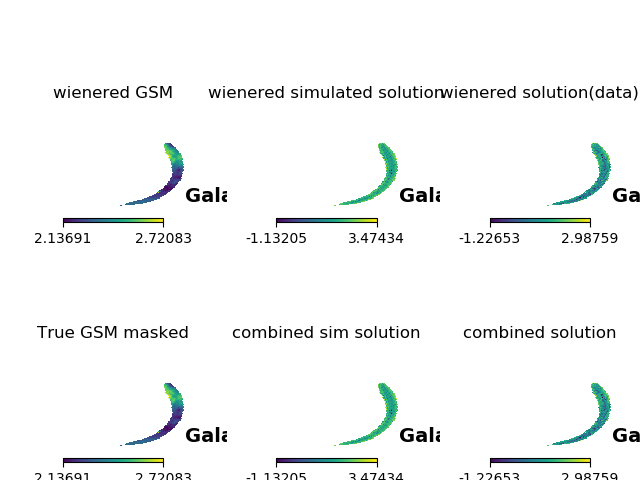 wienered GSM wienered simulated solution wienered solution(data)
Gala Gala Ga
2.13691 2.72083 -1.13205 3.47434 -1.22653 2.98759
True GSM masked combined sim solution combined solution
Gala Gala Ga
2.13691 2.72083 -1.13205 3.47434 -1.22653 2.98759